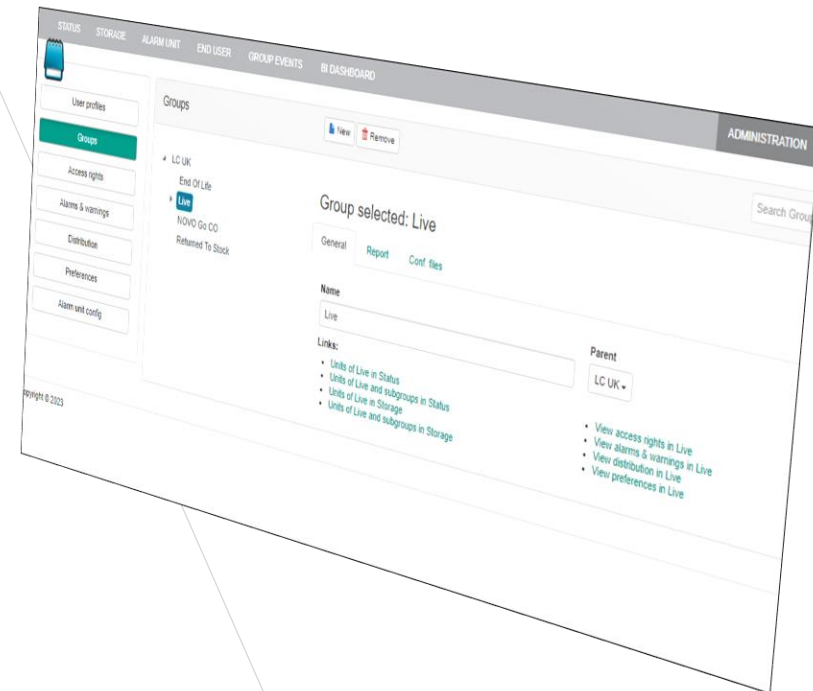 STATUS STORAGE ALARM UNIT END USER GROUP EVENTS BI DASHBOARD ADMINISTRATION
User profiles
Groups
Access rights
Alarms & warnings
Distribution
Preferences
Alarm unit config
opyright © 2023
Groups
New Remove
Search Group
LC UK
End Of Life
Live
NOVO Go CO
Returned To Stock
Group selected: Live
General Report Conf. files
Name
Live
Parent
LC UK
Links:
• Units of Live in Status
• Units of Live and subgroups in Status
• Units of Live in Storage
• Units of Live and subgroups in Storage
• View access rights in Live
• View alarms & warnings in Live
• View distribution in Live
• View preferences in Live